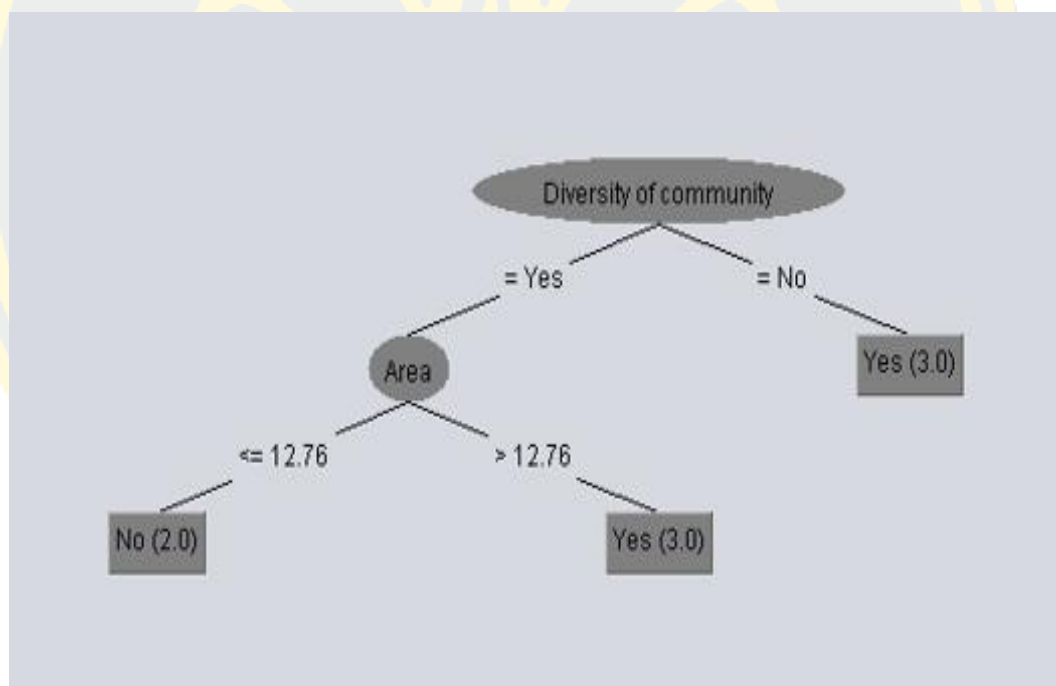 Diversity of community
= Yes
= No
Area
Yes (3.0)
<= 12.76
> 12.76
No (2.0)
Yes (3.0)